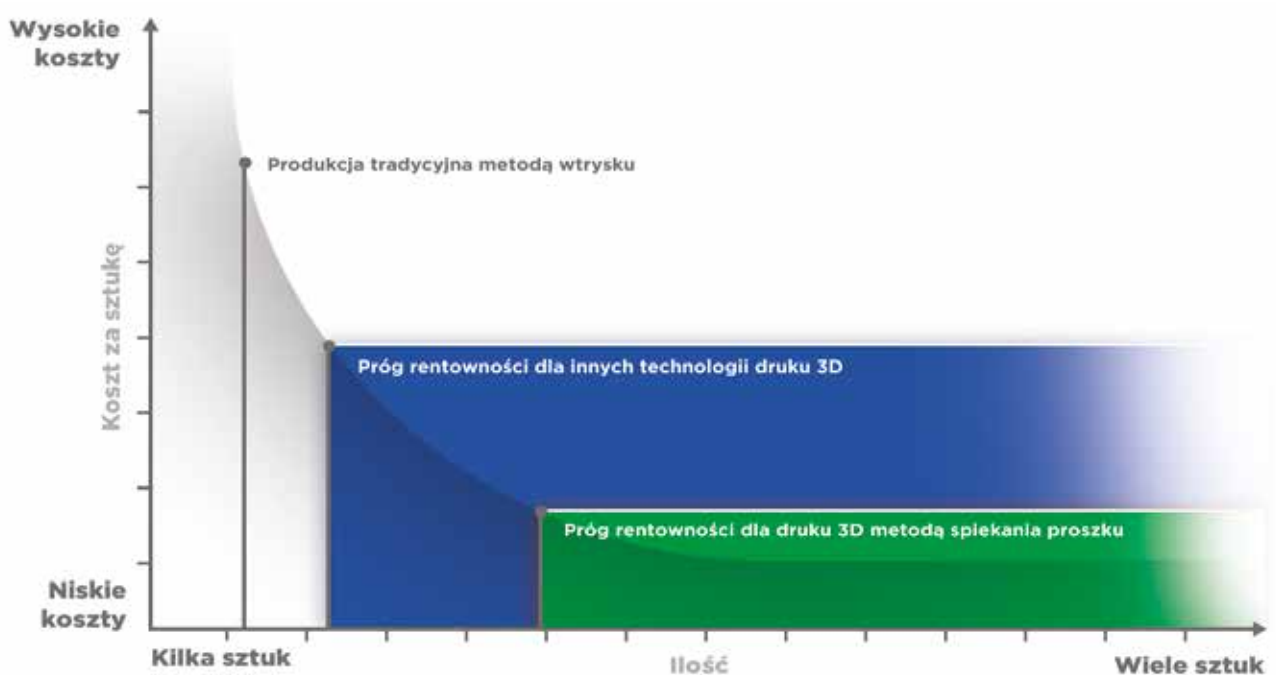 Wysokie
koszty
Produkcja tradycyjna metodą wtrysku
Koszt za sztukę
Próg rentowności dla innych technologii druku 3D
Próg rentowności dla druku 3D metodą spiekania proszku
Niskie
koszty
Kilka sztuk
Ilość
Wiele sztuk